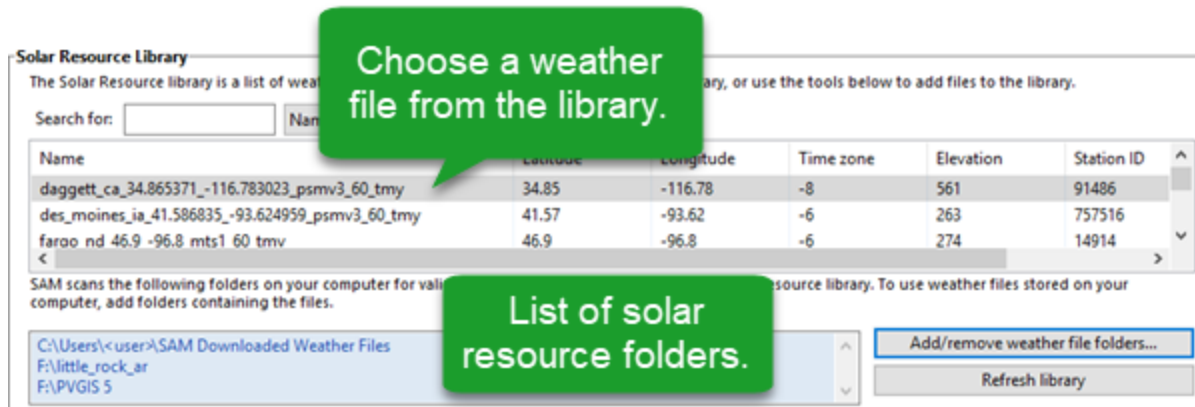 Solar Resource Library
Choose a weather
file from the library.
The Solar Resource library is a list of ary, or use the tools below to add files to the library.
Search for:
Name Longitude Time zone Elevation Station ID
daggett_ca_34.865371_-116.783023_psmv3_60_tmy 34.85 -116.78 -8 561 91486
des_moines_ia_41.586835_-93.624959_psmv3_60_tmy 41.57 -93.62 -6 263 757516
fargo_nd_46.9_-96.8_mts1_60_tmy 46.9 -96.8 -6 274 14914
SAM scans the following folders on your computer for source library. To use weather files stored on your
computer, add folders containing the files.
List of solar
resource folders.
C:\Users\<user>\SAM Downloaded Weather Files
F:\little_rock_ar
F:\PVGIS 5
Add/remove weather file folders...
Refresh library